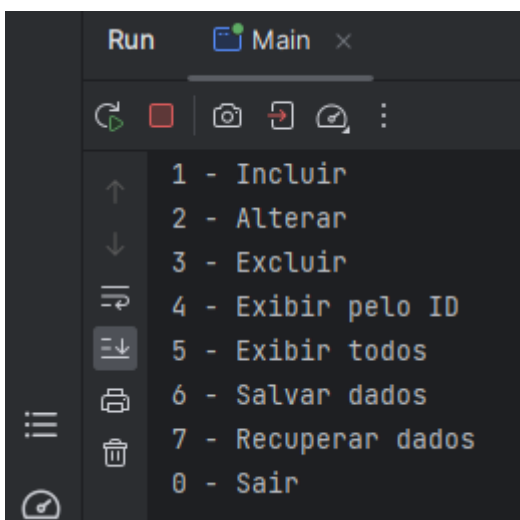 Run Main
1 - Incluir
2 - Alterar
3 - Excluir
4 - Exibir pelo ID
5 - Exibir todos
6 - Salvar dados
7 - Recuperar dados
0 - Sair